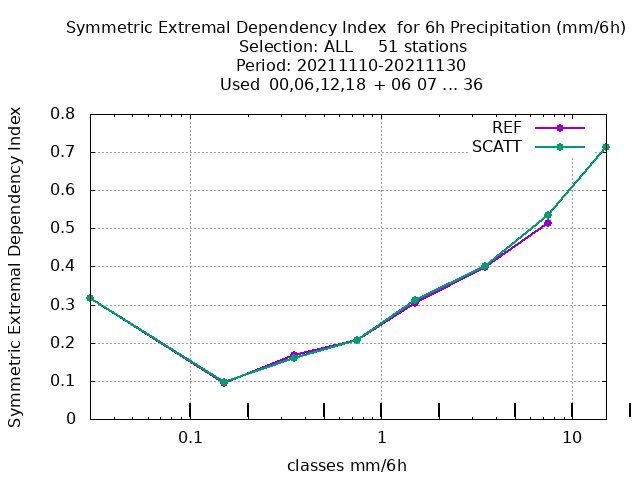 Symmetric Extremal Dependency Index  for 6h Precipitation (mm/6h)
Selection: ALL     51 stations
Period: 20211110-20211130
Used  00,06,12,18  + 06 07 ... 36
Symmetric Extremal Dependency Index
0.8
0.7
0.6
0.5
0.4
0.3
0.2
0.1
0
REF
SCATT
0.1
1
10
classes mm/6h